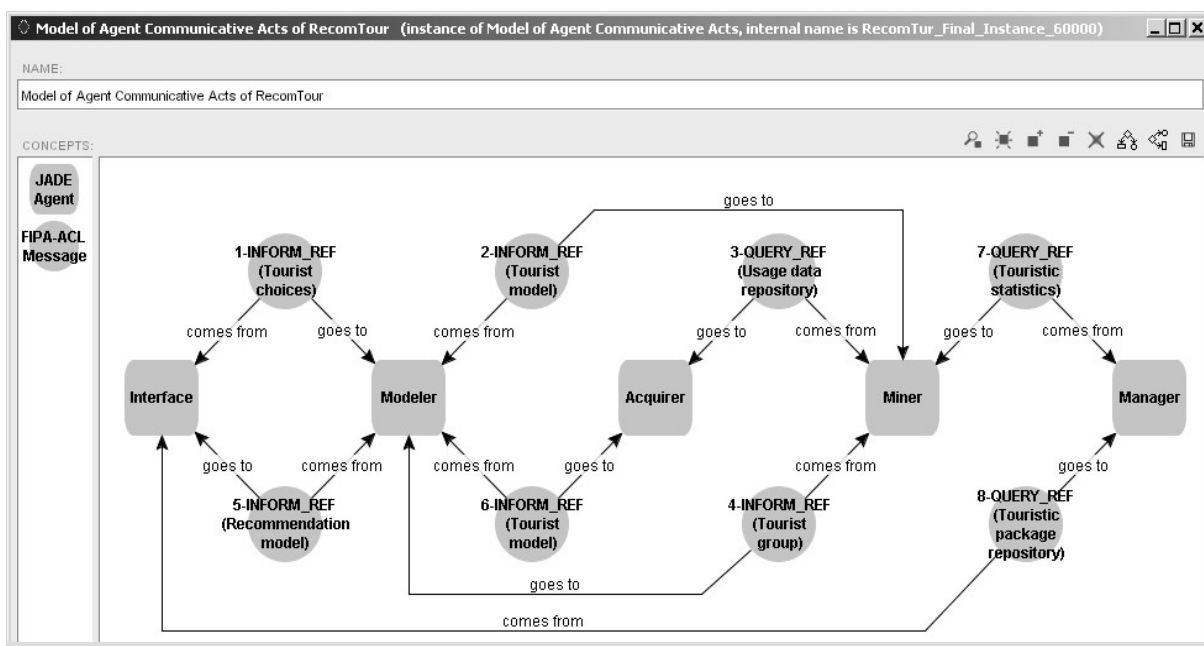 Model of Agent Communicative Acts of RecomTour (instance of Model of Agent Communicative Acts, internal name is RecomTur_Final_Instance_60000)
NAME:
Model of Agent Communicative Acts of RecomTour
CONCEPTS:
JADE
Agent
FIPA-ACL
Message
goes to
1-INFORM_REF
(Tourist
choices)
2-INFORM_REF
(Tourist
model)
3-QUERY_REF
(Usage data
repository)
7-QUERY_REF
(Touristic
statistics)
comes from
goes to
comes from
goes to
comes from
goes to
comes from
Interface
Modeler
Acquirer
Miner
Manager
goes to
comes from
comes from
goes to
comes from
goes to
5-INFORM_REF
(Recommendation
model)
6-INFORM_REF
(Tourist
model)
4-INFORM_REF
(Tourist
group)
8-QUERY_REF
(Touristic
package
repository)
goes to
comes from